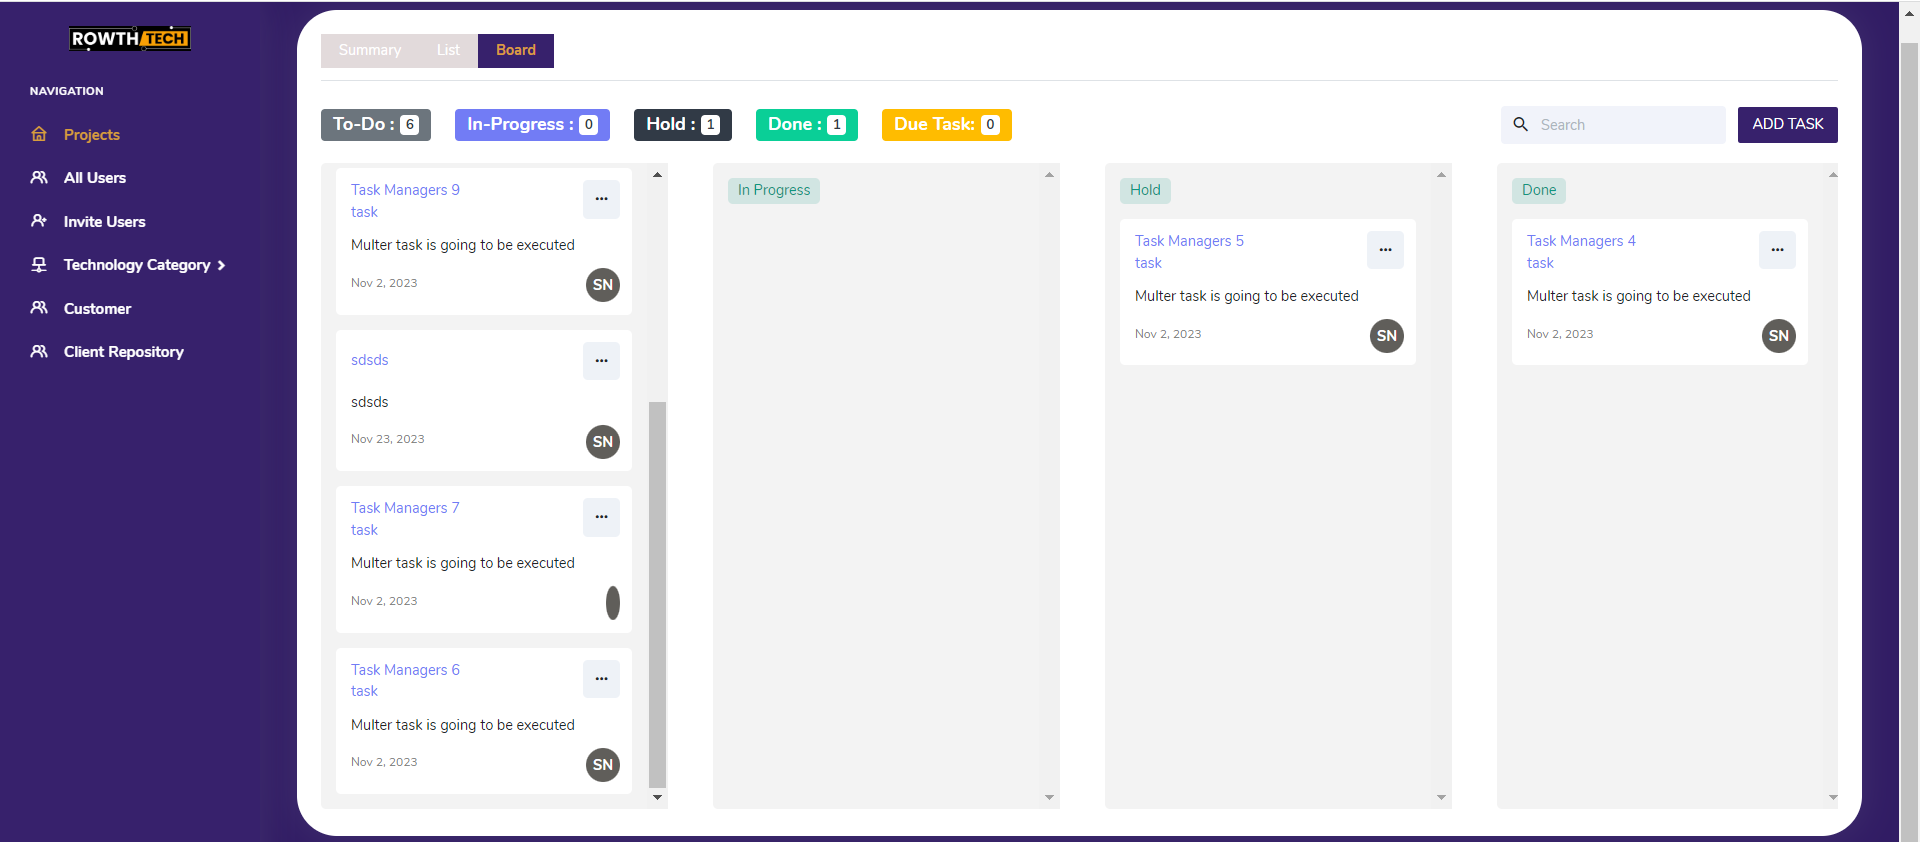 ROWTH TECH
NAVIGATION
Projects
All Users
Invite Users
Technology Category
Customer
Client Repository
Summary List Board
To-Do : 6 In-Progress : 0 Hold : 1 Done : 1 Due Task: 0
Search
ADD TASK
Task Managers 9
task
...
Multer task is going to be executed
Nov 2, 2023
SN
sdsds
...
sdsds
Nov 23, 2023
SN
Task Managers 7
task
...
Multer task is going to be executed
Nov 2, 2023
Task Managers 6
task
...
Multer task is going to be executed
Nov 2, 2023
SN
In Progress
Hold
Task Managers 5
task
...
Multer task is going to be executed
Nov 2, 2023
SN
Done
Task Managers 4
task
...
Multer task is going to be executed
Nov 2, 2023
SN